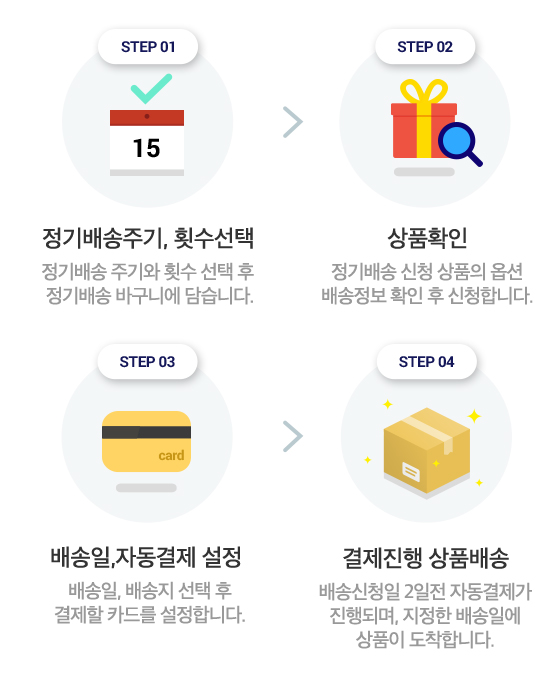 STEP 01
15
정기배송주기, 횟수선택
정기배송 주기와 횟수 선택 후
정기배송 바구니에 담습니다.
STEP 02
상품확인
정기배송 신청 상품의 옵션
배송정보 확인 후 신청합니다.
STEP 03
card
배송일,자동결제 설정
배송일, 배송지 선택 후
결제할 카드를 설정합니다.
STEP 04
결제진행 상품배송
배송신청일 2일전 자동결제가
진행되며, 지정한 배송일에
상품이 도착합니다.